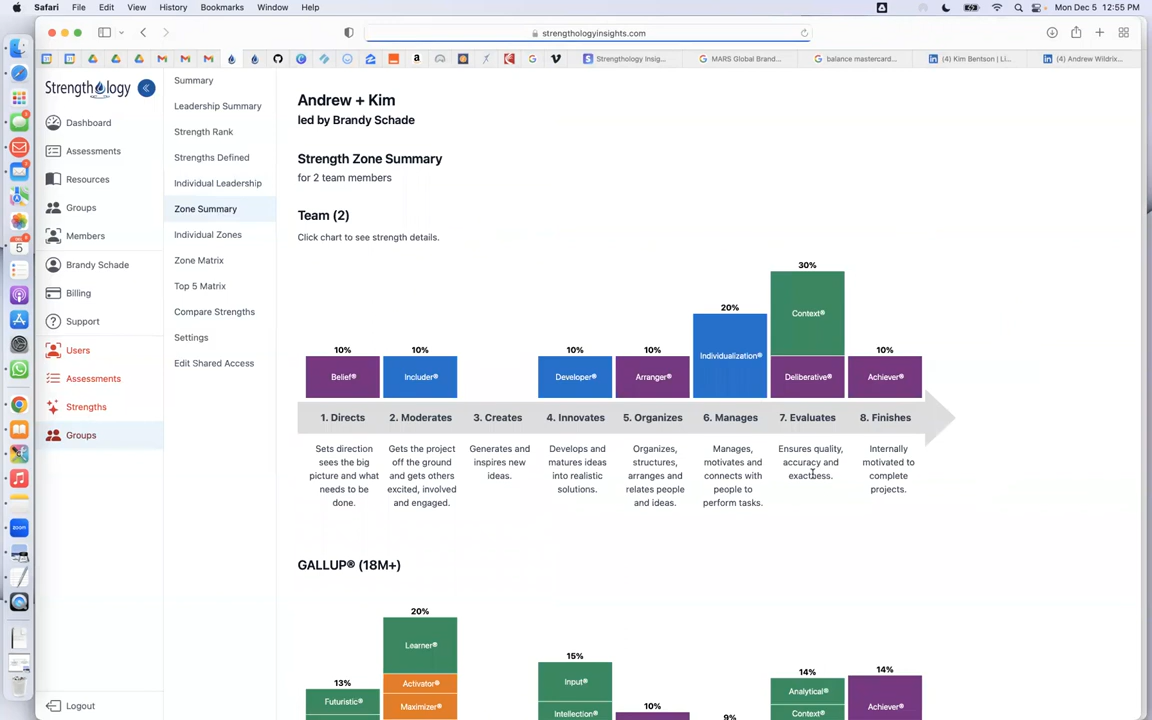 Safari File Edit View History Bookmarks Window Help Mon Dec 5 12:55 PM
strengthologyinsights.com
Strengthology Insig... MARS Global Brand... balance mastercard... (4) Kim Bentson | Li... (4) Andrew Wildrix...
Strengthology
Dashboard
Assessments
Resources
Groups
Members
Brandy Schade
Billing
Support
Users
Assessments
Strengths
Groups
Logout
Summary
Leadership Summary
Strength Rank
Strengths Defined
Individual Leadership
Zone Summary
Individual Zones
Zone Matrix
Top 5 Matrix
Compare Strengths
Settings
Edit Shared Access
Andrew + Kim
led by Brandy Schade
Strength Zone Summary
for 2 team members
Team (2)
Click chart to see strength details.
30%
Context®
20%
Individualization®
10% 10% 10% 10% 10%
Belief® Includer® Developer® Arranger® Deliberative® Achiever®
1. Directs 2. Moderates 3. Creates 4. Innovates 5. Organizes 6. Manages 7. Evaluates 8. Finishes
Sets direction
sees the big
picture and what
needs to be
done.
Gets the project
off the ground
and gets others
excited, involved
and engaged.
Generates and
inspires new
ideas.
Develops and
matures ideas
into realistic
solutions.
Organizes,
structures,
arranges and
relates people
and ideas.
Manages,
motivates and
connects with
people to
perform tasks.
Ensures quality,
accuracy and
exactness.
Internally
motivated to
complete
projects.
GALLUP® (18M+)
20%
Learner®
Activator®
Maximizer®
13%
Futuristic®
15%
Input®
Intellection®
10%
9%
14%
Analytical®
Context®
14%
Achiever®